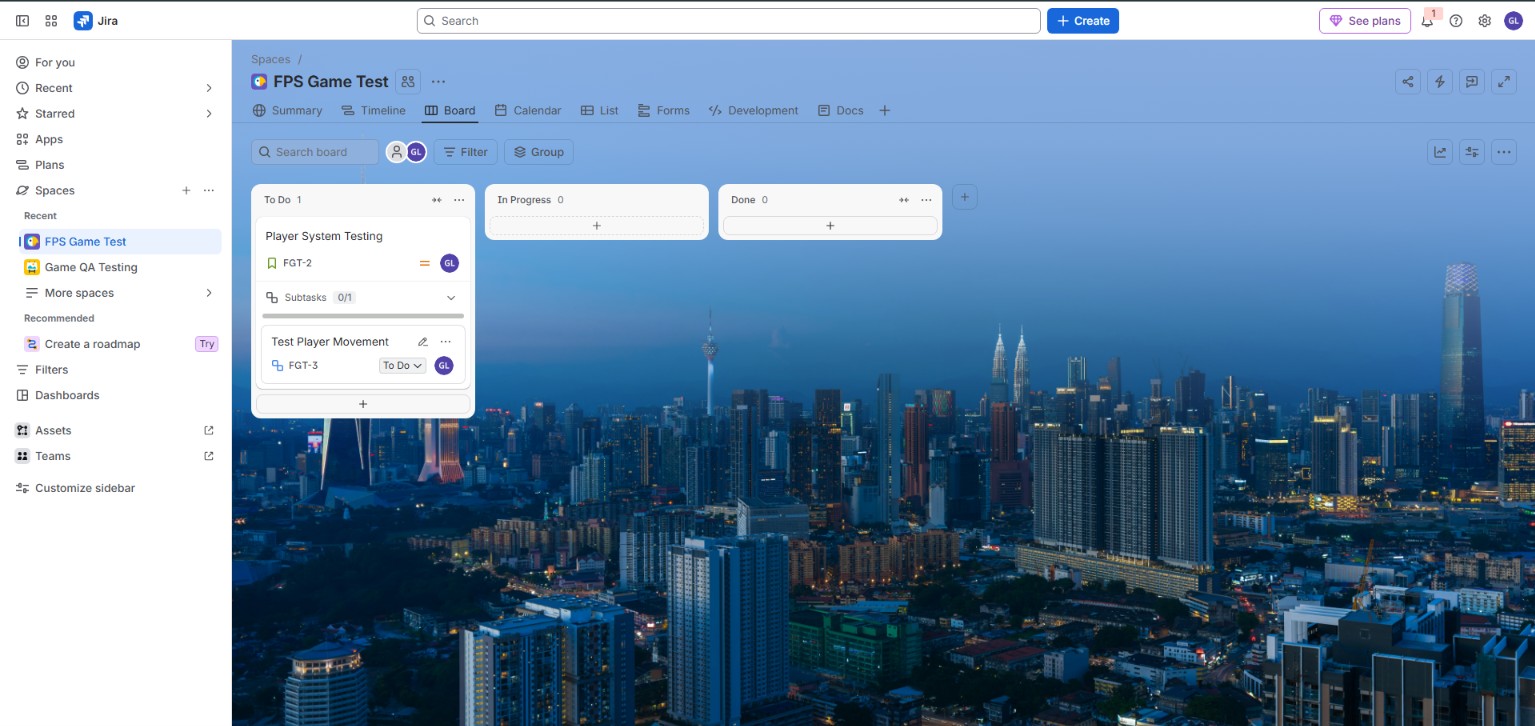 Jira
Search
Create
See plans
1
GL
For you
Recent
Starred
Apps
Plans
Spaces
Recent
FPS Game Test
Game QA Testing
More spaces
Recommended
Create a roadmap Try
Filters
Dashboards
Assets
Teams
Customize sidebar
Spaces /
FPS Game Test
Summary Timeline Board Calendar List Forms Development Docs
Search board GL Filter Group
To Do 1
Player System Testing
FGT-2 GL
Subtasks 0/1
Test Player Movement
FGT-3 To Do GL
In Progress 0
Done 0